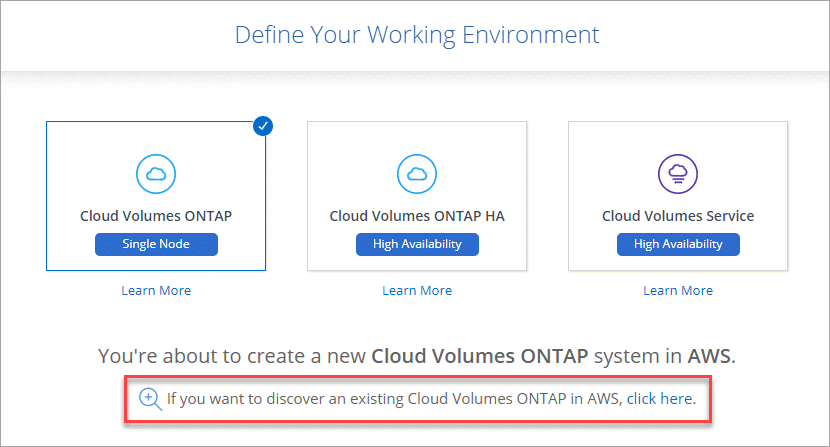 Define Your Working Environment
Cloud Volumes ONTAP
Single Node
Learn More
Cloud Volumes ONTAP HA
High Availability
Learn More
Cloud Volumes Service
High Availability
Learn More
You're about to create a new Cloud Volumes ONTAP system in AWS.
If you want to discover an existing Cloud Volumes ONTAP in AWS, click here.